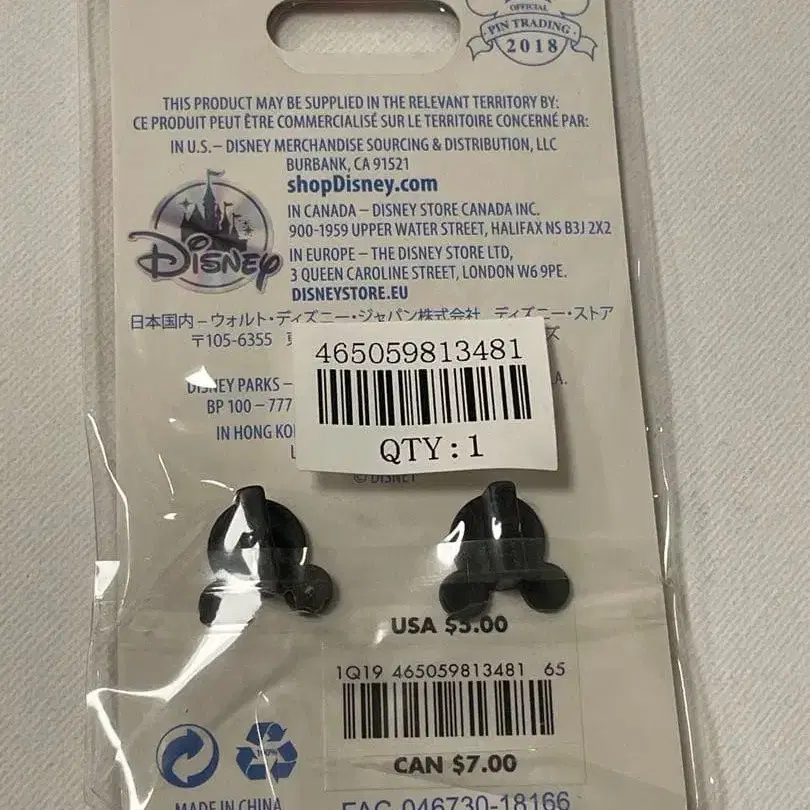 OFFICIAL
PIN TRADING
2018
THIS PRODUCT MAY BE SUPPLIED IN THE RELEVANT TERRITORY BY:
CE PRODUIT PEUT ÊTRE COMMERCIALISÉ SUR LE TERRITOIRE CONCERNÉ PAR:
IN U.S.– DISNEY MERCHANDISE SOURCING & DISTRIBUTION, LLC
BURBANK, CA 91521
shopDisney.com
Disney
IN CANADA – DISNEY STORE CANADA INC.
900-1959 UPPER WATER STREET, HALIFAX NS B3J 2X2
IN EUROPE – THE DISNEY STORE LTD,
3 QUEEN CAROLINE STREET, LONDON W6 9PE.
DISNEYSTORE.EU
日本国内–ウォルト・ディズニー・ジャパン株式会社 ディズニー・ストア
〒105-6355
465059813481
QTY:1
DISNEY PARKS –
BP 100 – 777
IN HONG
© DISNEY
USA $5.00
1Q19 465059813481 65
CAN $7.00
100%
MADE IN CHINA
FAC-046730-18166